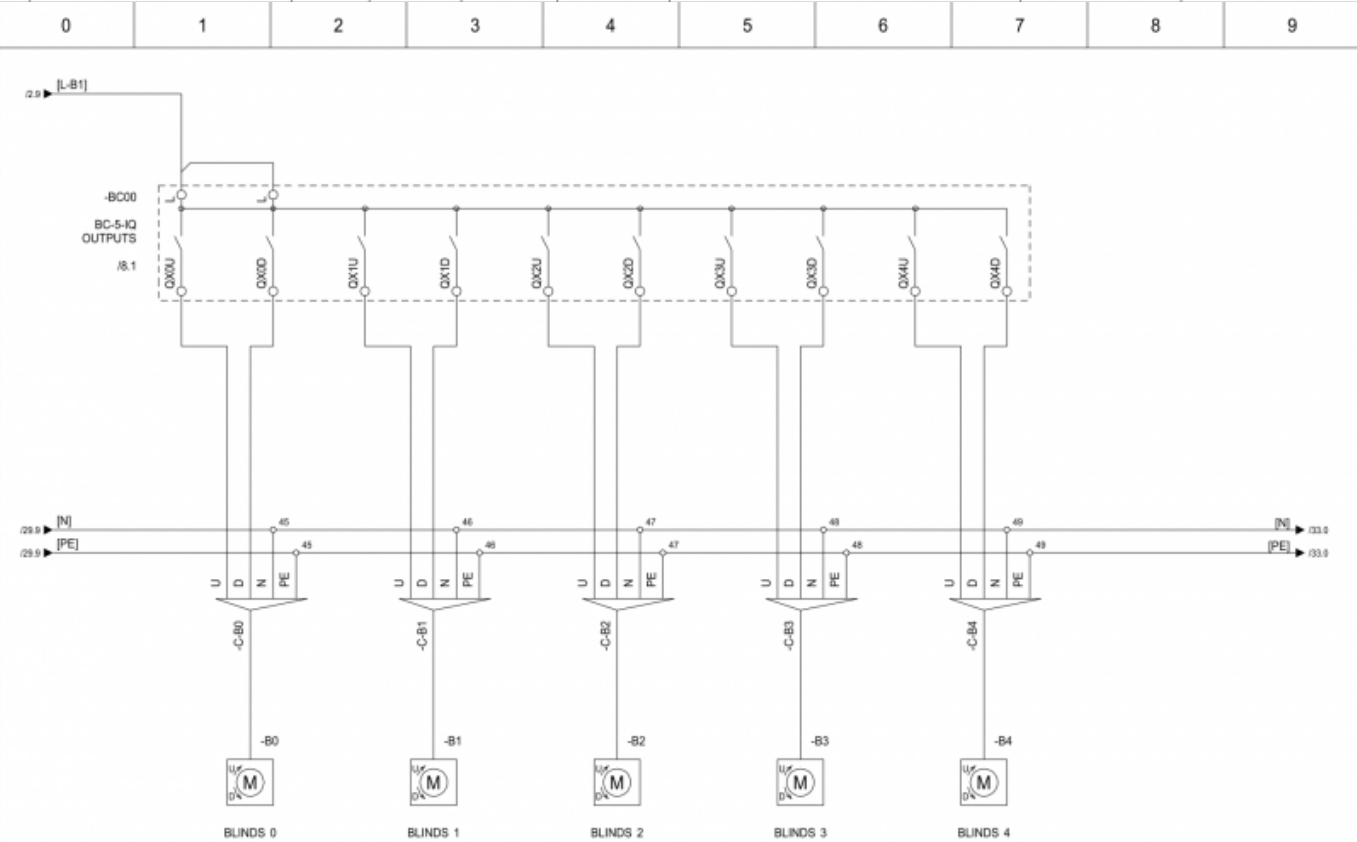 0 1 2 3 4 5 6 7 8 9
[L-B1]
/2.9
-BC00
L L
BC-5-IQ
OUTPUTS
/8.1
QX0U QX0D QX1U QX1D QX2U QX2D QX3U QX3D QX4U QX4D
[N] 45 46 47 48 49 [N]
/29.9 /33.0
[PE] 45 46 47 48 49 [PE]
/29.9 /33.0
U D N PE U D N PE U D N PE U D N PE U D N PE
-C-B0 -C-B1 -C-B2 -C-B3 -C-B4
-B0 -B1 -B2 -B3 -B4
U U U U U
M M M M M
D D D D D
BLINDS 0 BLINDS 1 BLINDS 2 BLINDS 3 BLINDS 4